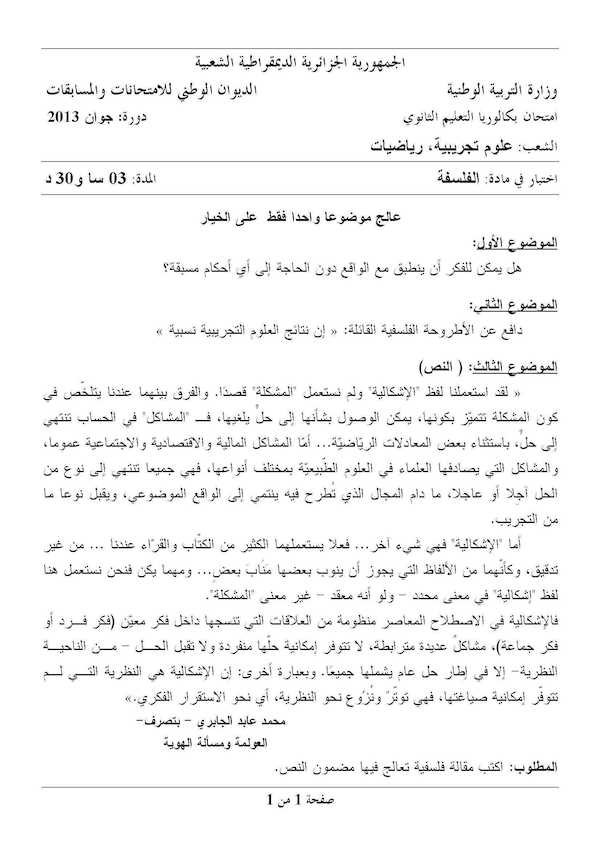 الجمهورية الجزائرية الديمقراطية الشعبية
وزارة التربية الوطنية الديوان الوطني للامتحانات والمسابقات
امتحان بكالوريا التعليم الثانوي دورة: جوان 2013
الشعب: علوم تجريبية، رياضيات
اختبار في مادة: الفلسفة المدة: 03 سا و30 د
عالج موضوعا واحدا فقط على الخيار
الموضوع الأول:
هل يمكن للفكر أن ينطبق مع الواقع دون الحاجة إلى أي أحكام مسبقة؟
الموضوع الثاني:
دافع عن الأطروحة الفلسفية القائلة: « إن نتائج العلوم التجريبية نسبية »
الموضوع الثالث: ( النص)
« لقد استعملنا لفظ "الإشكالية" ولم نستعمل "المشكلة" قصدًا. والفرق بينهما عندنا يتلخّص في
كون المشكلة تتميّز بكونها، يمكن الوصول بشأنها إلى حلٍّ يلغيها، فـ "المشاكل" في الحساب تنتهي
إلى حلٍّ، باستثناء بعض المعادلات الريّاضيّة... أمّا المشاكل المالية والاقتصادية والاجتماعية عموما،
والمشاكل التي يصادفها العلماء في العلوم الطّبيعيّة بمختلف أنواعها، فهي جميعا تنتهي إلى نوع من
الحل آجلا أو عاجلا، ما دام المجال الذي تُطرح فيه ينتمي إلى الواقع الموضوعي، ويقبل نوعا ما
من التجريب.
أما "الإشكالية" فهي شيء آخر... فعلا يستعملهما الكثير من الكتّاب والقرّاء عندنا ... من غير
تدقيق، وكأنّهما من الألفاظ التي يجوز أن ينوب بعضها مَنابَ بعضٍ... ومهما يكن فنحن نستعمل هنا
لفظ "إشكالية" في معنى محدد – ولو أنه معقد – غير معنى "المشكلة".
فالإشكالية في الاصطلاح المعاصر منظومة من العلاقات التي تنسجها داخل فكر معيّن (فكر فـرد أو
فكر جماعة)، مشاكلُ عديدة مترابطة، لا تتوفر إمكانية حلّها منفردة ولا تقبل الحـل – مـن الناحيـة
النظرية– إلا في إطار حل عام يشملها جميعًا. وبعبارة أخرى: إن الإشكالية هي النظرية التـي لـم
تتوفّر إمكانية صياغتها، فهي توتّرٌ ونُزُوع نحو النظرية، أي نحو الاستقرار الفكري.»
محمد عابد الجابري – بتصرف–
العولمة ومسألة الهوية
المطلوب: اكتب مقالة فلسفية تعالج فيها مضمون النص.
صفحة 1 من 1